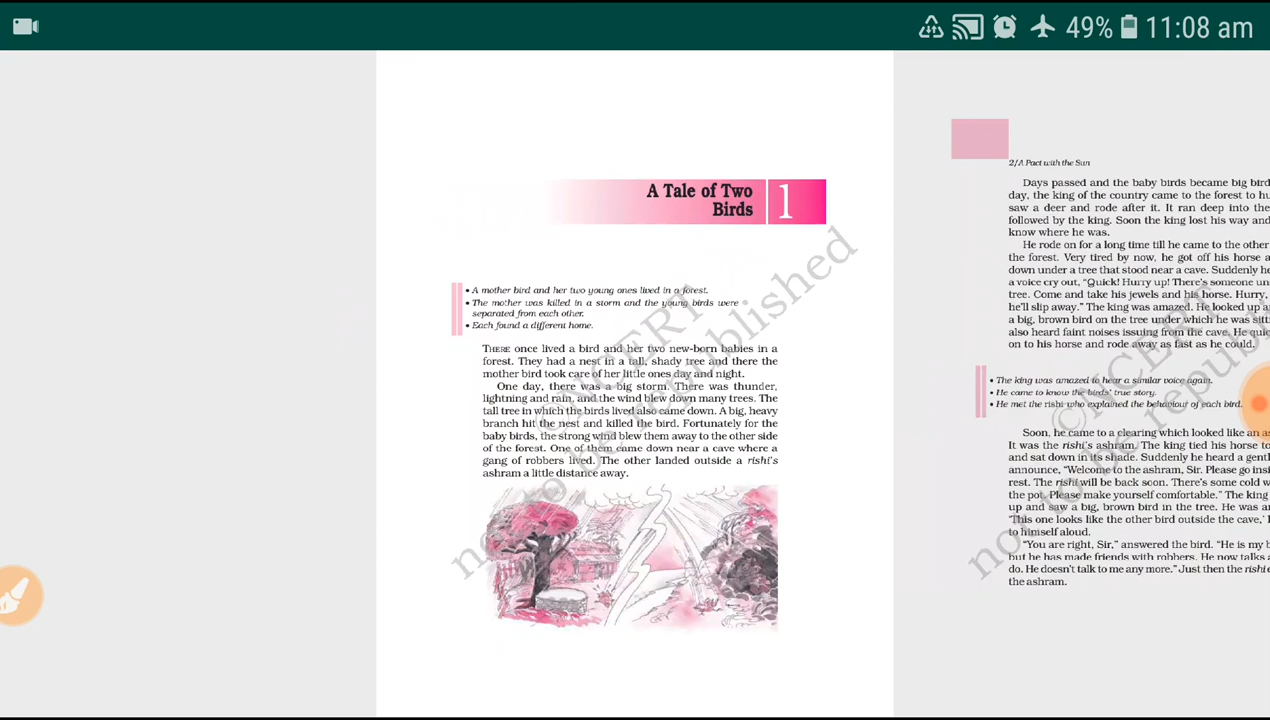 49% 11:08 am
A Tale of Two
Birds
1
• A mother bird and her two young ones lived in a forest.
• The mother was killed in a storm and the young birds were
separated from each other.
• Each found a different home.
THERE once lived a bird and her two new-born babies in a
forest. They had a nest in a tall, shady tree and there the
mother bird took care of her little ones day and night.
One day, there was a big storm. There was thunder,
lightning and rain, and the wind blew down many trees. The
tall tree in which the birds lived also came down. A big, heavy
branch hit the nest and killed the bird. Fortunately for the
baby birds, the strong wind blew them away to the other side
of the forest. One of them came down near a cave where a
gang of robbers lived. The other landed outside a rishi's
ashram a little distance away.
©NCERT
not to be republished
2/A Pact with the Sun
Days passed and the baby birds became big bird
day, the king of the country came to the forest to hu
saw a deer and rode after it. It ran deep into the
followed by the king. Soon the king lost his way and
know where he was.
He rode on for a long time till he came to the other
the forest. Very tired by now, he got off his horse a
down under a tree that stood near a cave. Suddenly he
a voice cry out, “Quick! Hurry up! There's someone un
tree. Come and take his jewels and his horse. Hurry,
he'll slip away.” The king was amazed. He looked up a
a big, brown bird on the tree under which he was sitt
also heard faint noises issuing from the cave. He qui
on to his horse and rode away as fast as he could.
• The king was amazed to hear a similar voice again.
• He came to know the birds' true story.
• He met the rishi who explained the behaviour of each bird.
Soon, he came to a clearing which looked like an as
It was the rishi's ashram. The king tied his horse to
and sat down in its shade. Suddenly he heard a gentl
announce, “Welcome to the ashram, Sir. Please go insi
rest. The rishi will be back soon. There's some cold w
the pot. Please make yourself comfortable.” The king
up and saw a big, brown bird in the tree. He was a
‘This one looks like the other bird outside the cave,’
to himself aloud.
“You are right, Sir,” answered the bird. “He is my b
but he has made friends with robbers. He now talks a
do. He doesn't talk to me any more.” Just then the rishi e
the ashram.
©NCERT
not to be republi